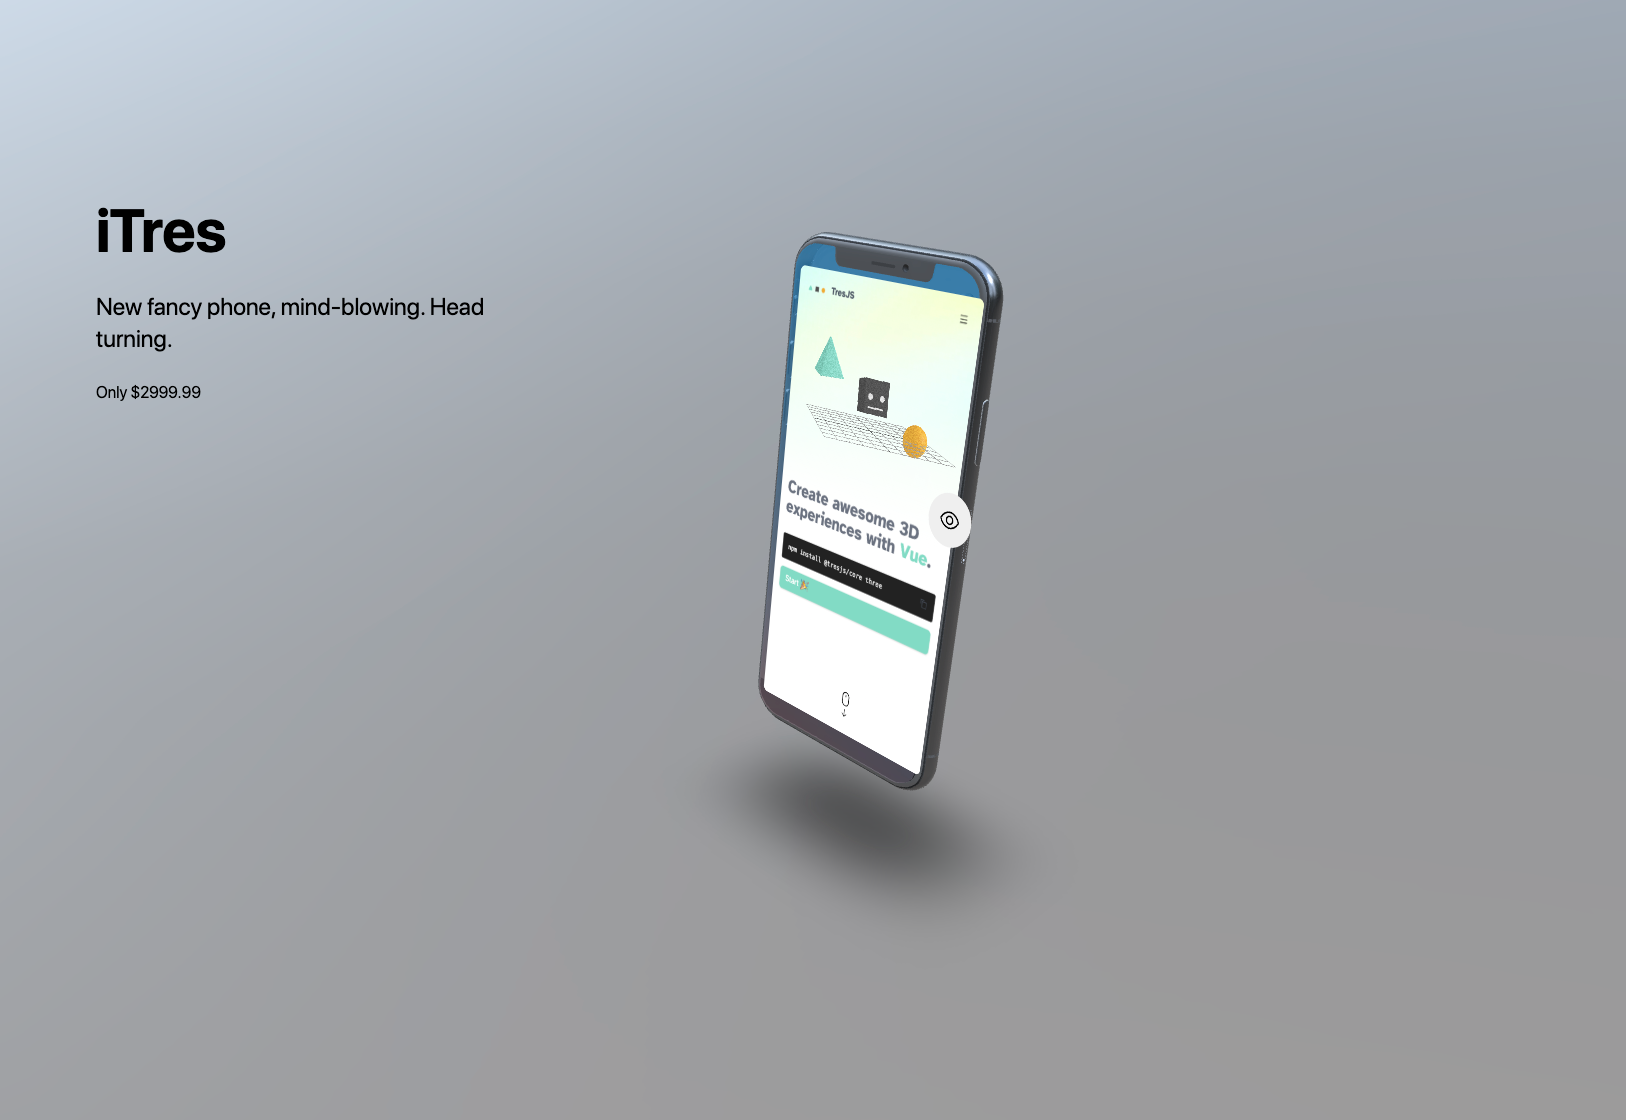 iTres
New fancy phone, mind-blowing. Head
turning.
Only $2999.99
TresJS
Create awesome 3D
experiences with Vue.
npm install @tresjs/core three
Start 🎉